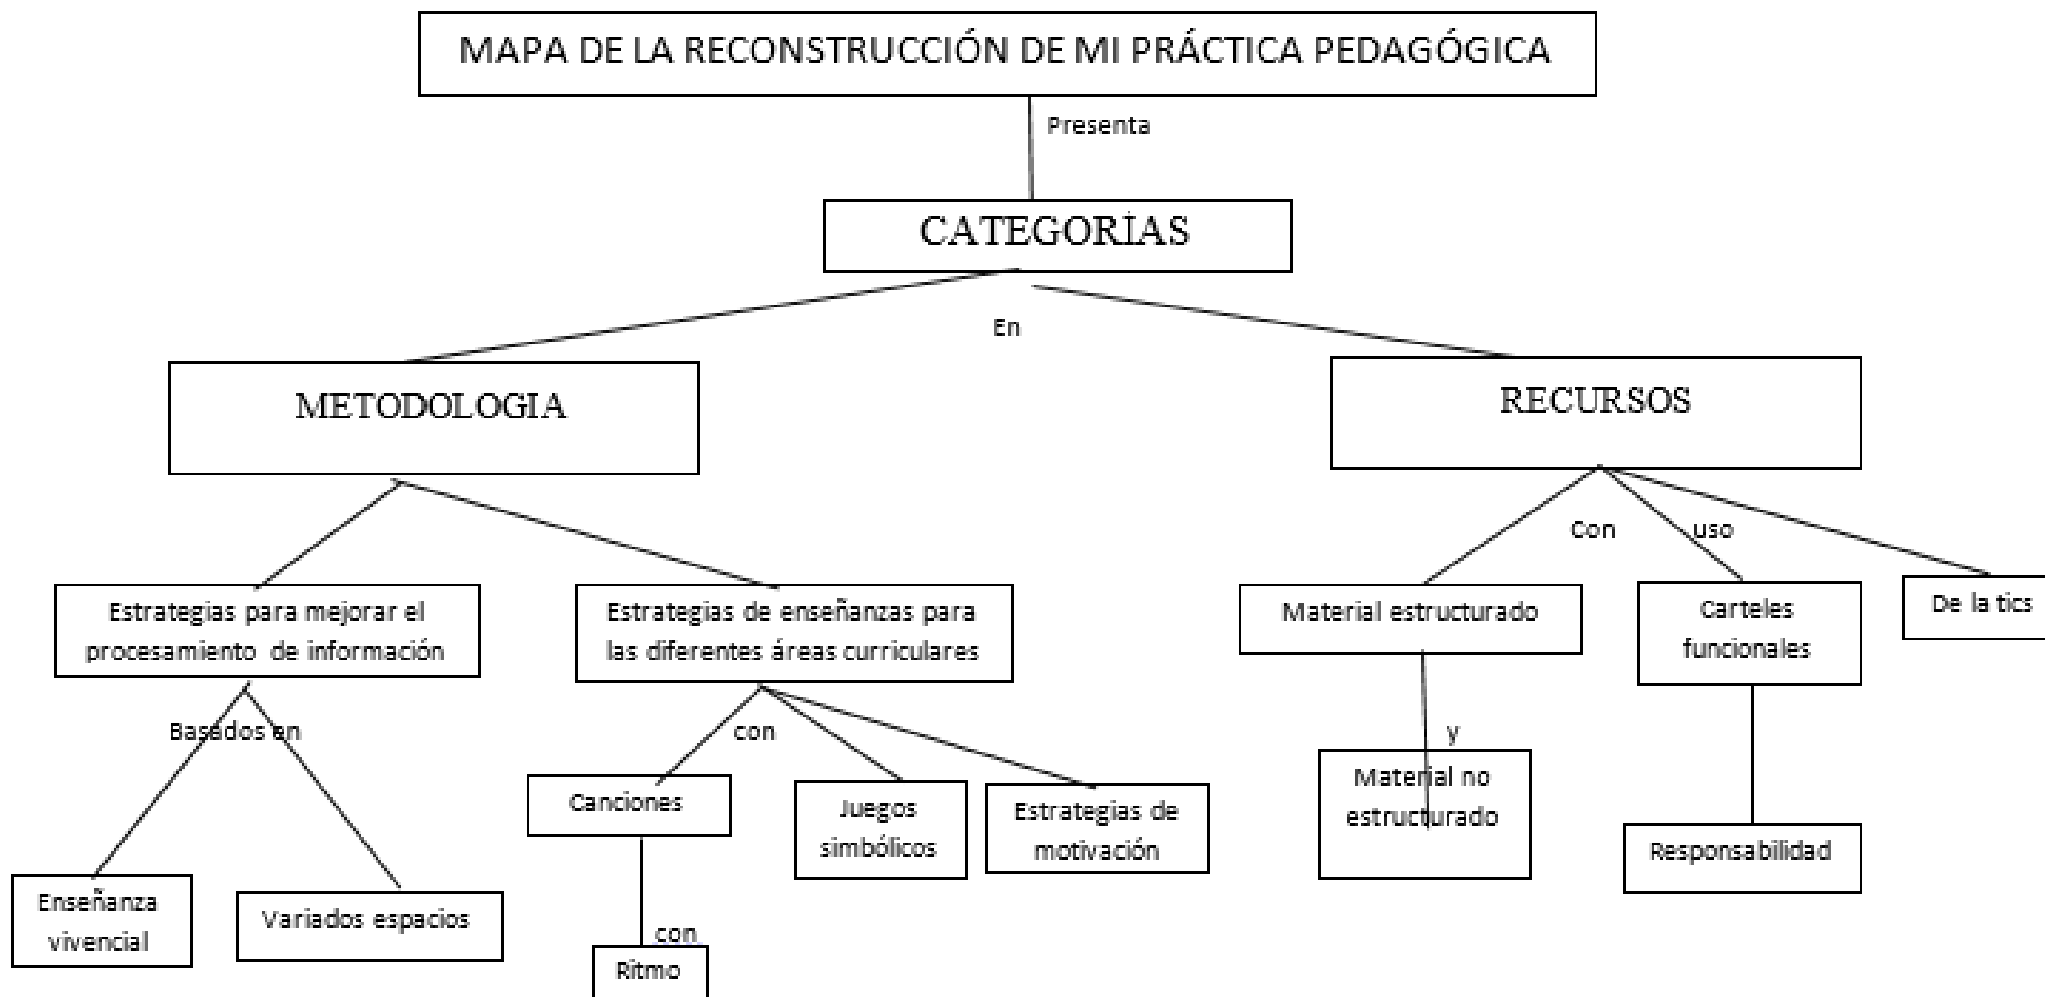 MAPA DE LA RECONSTRUCCIÓN DE MI PRÁCTICA PEDAGÓGICA
Presenta
CATEGORÍAS
En
METODOLOGIA
RECURSOS
Con
uso
Estrategias para mejorar el
procesamiento de información
Estrategias de enseñanzas para
las diferentes áreas curriculares
Material estructurado
Carteles
funcionales
De la tics
Basados en
con
y
Canciones
Juegos
simbólicos
Estrategias de
motivación
Material no
estructurado
Responsabilidad
Enseñanza
vivencial
Variados espacios
con
Ritmo